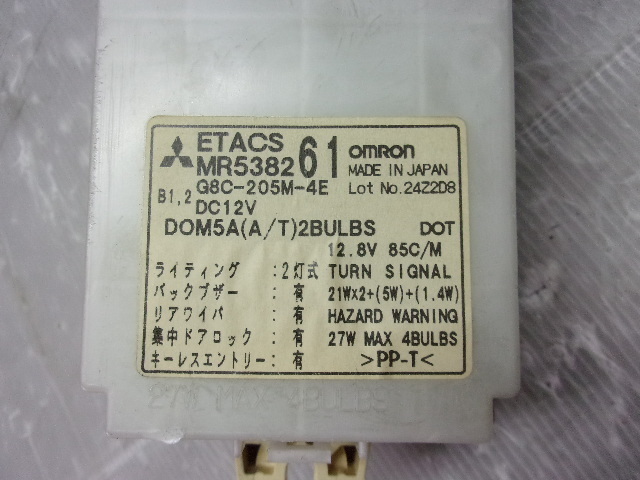 ETACS
MR538261 OMRON
MADE IN JAPAN
B1,2 G8C-205M-4E Lot No.24Z2D8
DC12V
DOM5A(A/T)2BULBS DOT
12.8V 85C/M
ライティング :2灯式 TURN SIGNAL
バックブザー :有 21W×2+(5W)+(1.4W)
リアワイパ :有 HAZARD WARNING
集中ドアロック:有 27W MAX 4BULBS
キーレスエントリー:有 >PP-T<